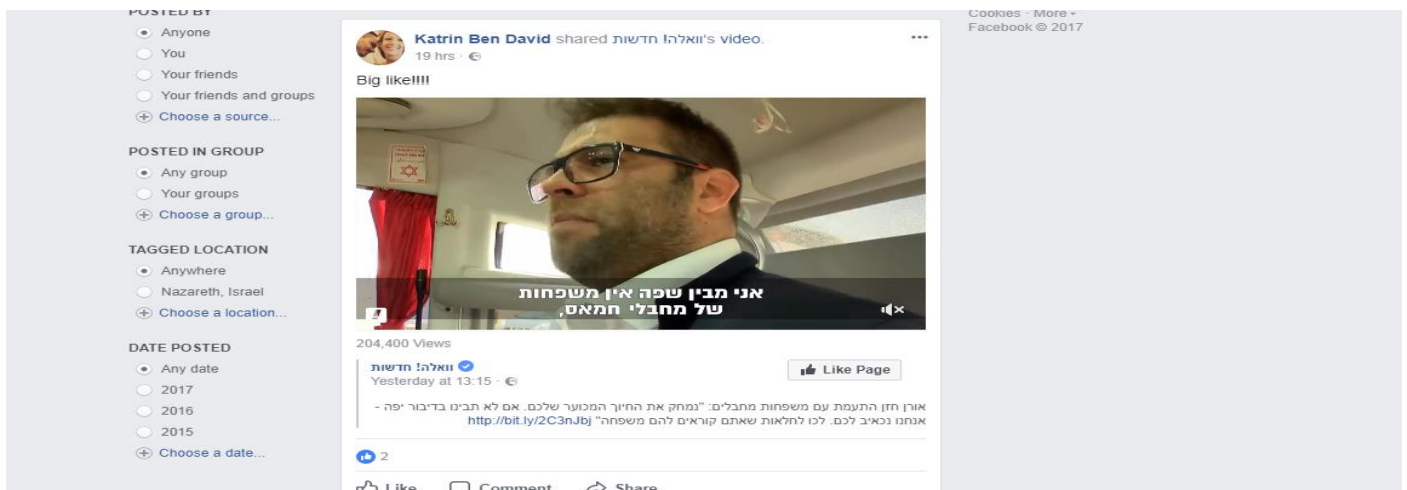 POSTED BY
Anyone
You
Your friends
Your friends and groups
Choose a source...
POSTED IN GROUP
Any group
Your groups
Choose a group...
TAGGED LOCATION
Anywhere
Nazareth, Israel
Choose a location...
DATE POSTED
Any date
2017
2016
2015
Choose a date...
Katrin Ben David shared וואלה! חדשות's video.
19 hrs ·
Big like!!!!
אני מבין שפה אין משפחות
של מחבלי חמאס,
204,400 Views
וואלה! חדשות
Yesterday at 13:15 ·
Like Page
אורן חזן התעמת עם משפחות מחבלים: "נמחק את החיוך המכוער שלכם. אם לא תבינו בדיבור יפה -
אנחנו נכאיב לכם. לכו לחלאות שאתם קוראים להם משפחה" http://bit.ly/2C3nJbj
2
Like Comment Share
Cookies · More
Facebook © 2017